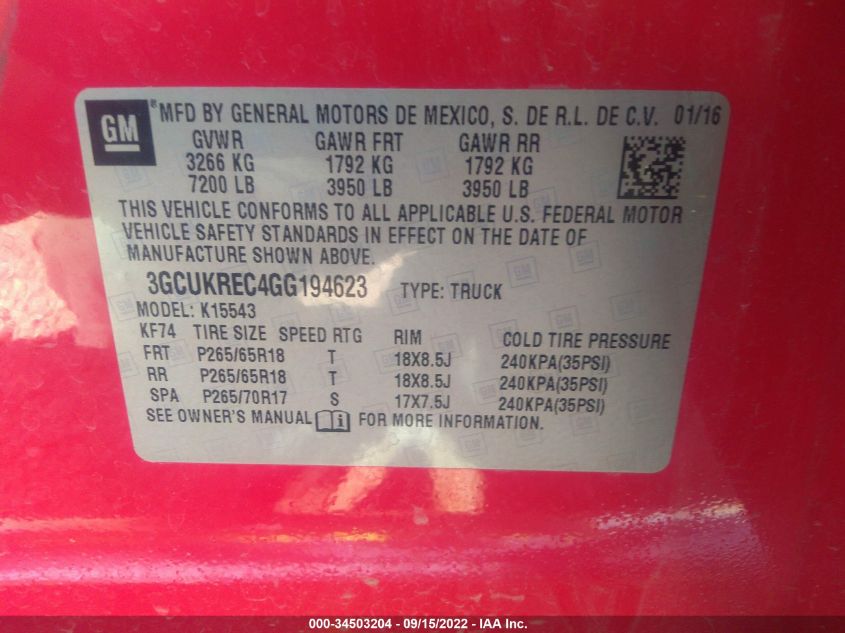 GM ® MFD BY GENERAL MOTORS DE MEXICO, S. DE R.L. DE C.V. 01/16
GVWR GAWR FRT GAWR RR
3266 KG 1792 KG 1792 KG
7200 LB 3950 LB 3950 LB
THIS VEHICLE CONFORMS TO ALL APPLICABLE U.S. FEDERAL MOTOR
VEHICLE SAFETY STANDARDS IN EFFECT ON THE DATE OF
MANUFACTURE SHOWN ABOVE.
3GCUKREC4GG194623 TYPE: TRUCK
MODEL: K15543
KF74 TIRE SIZE SPEED RTG RIM COLD TIRE PRESSURE
FRT P265/65R18 T 18X8.5J 240KPA(35PSI)
RR P265/65R18 T 18X8.5J 240KPA(35PSI)
SPA P265/70R17 S 17X7.5J 240KPA(35PSI)
SEE OWNER'S MANUAL i FOR MORE INFORMATION.
000-34503204 - 09/15/2022 - IAA Inc.